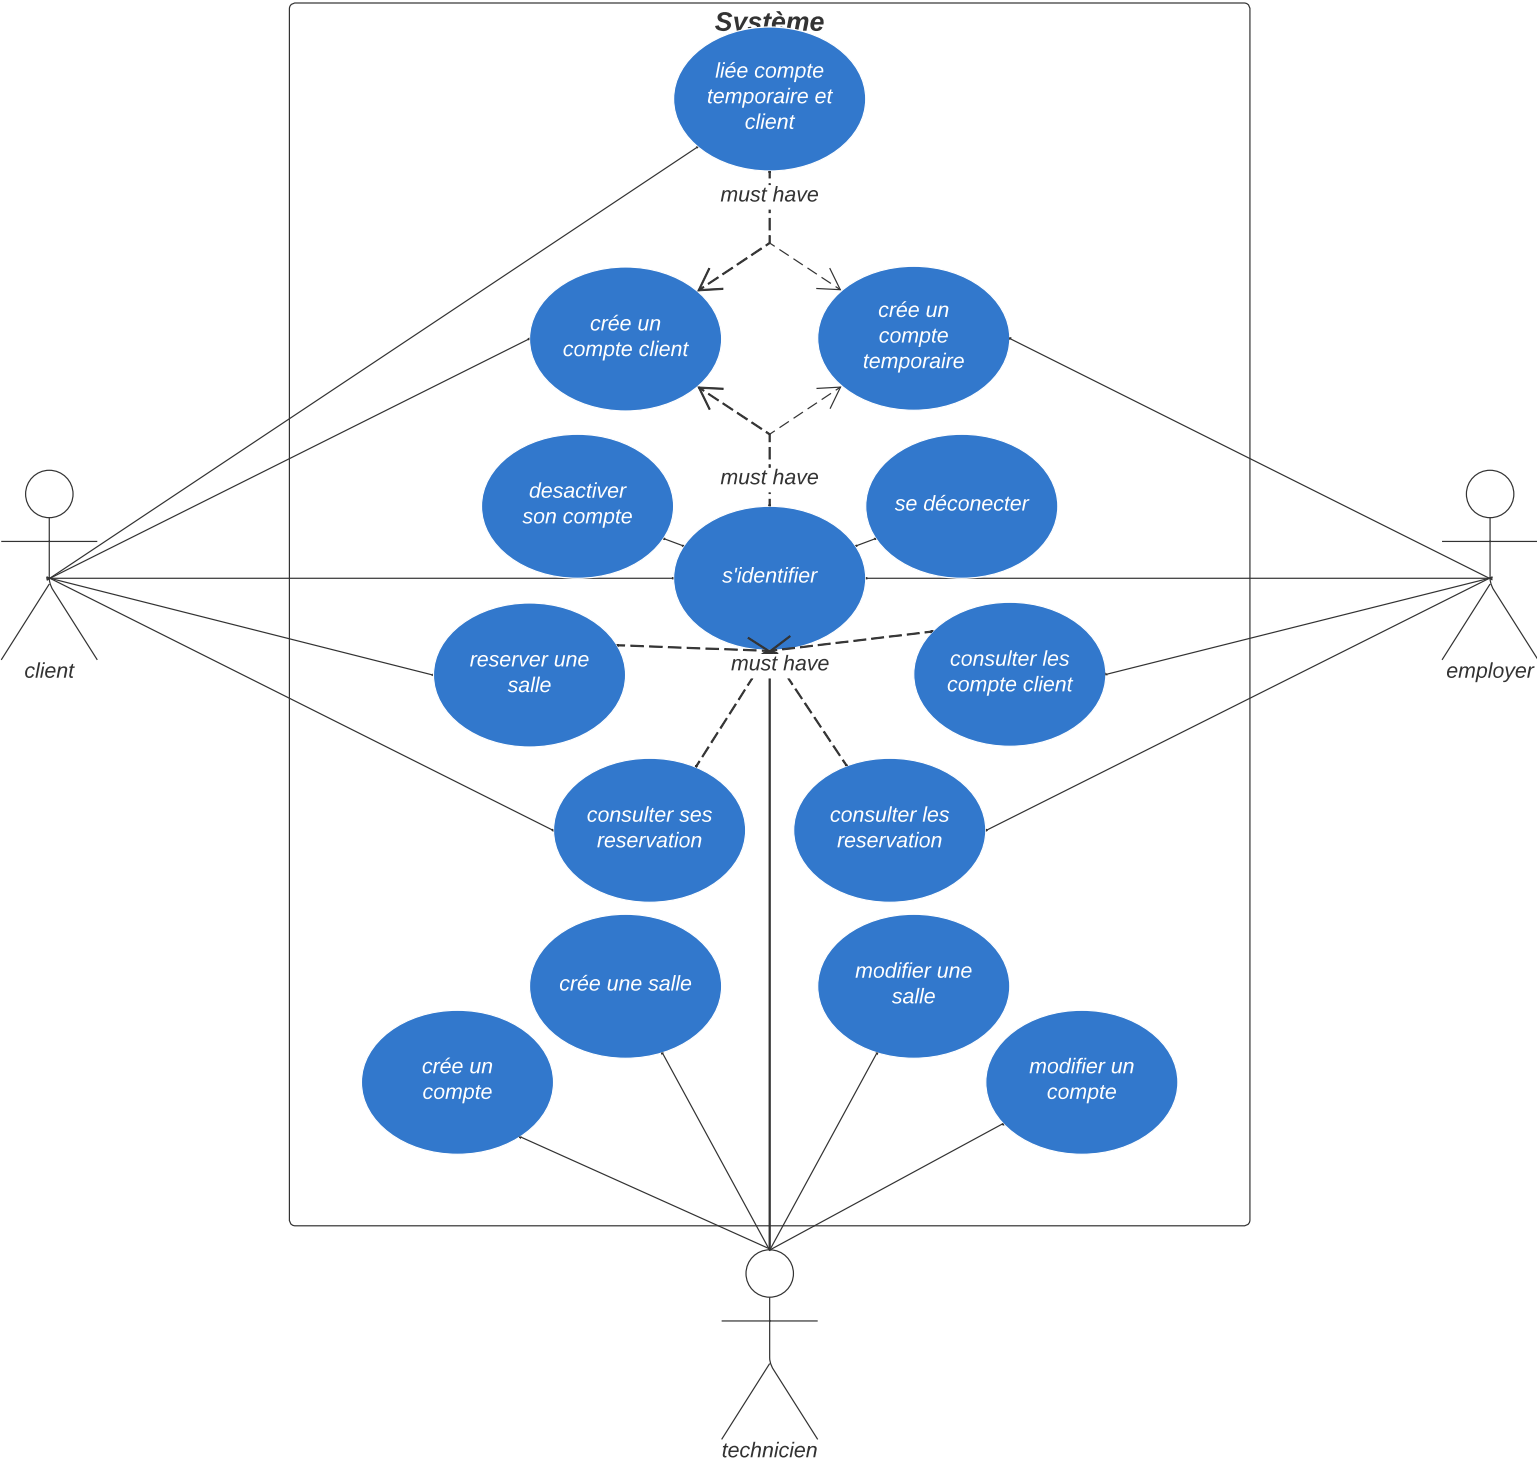 Système
liée compte
temporaire et
client
must have
crée un
compte client
crée un
compte
temporaire
must have
desactiver
son compte
se déconecter
s'identifier
must have
reserver une
salle
consulter les
compte client
client
employer
consulter ses
reservation
consulter les
reservation
crée une salle
modifier une
salle
crée un
compte
modifier un
compte
technicien